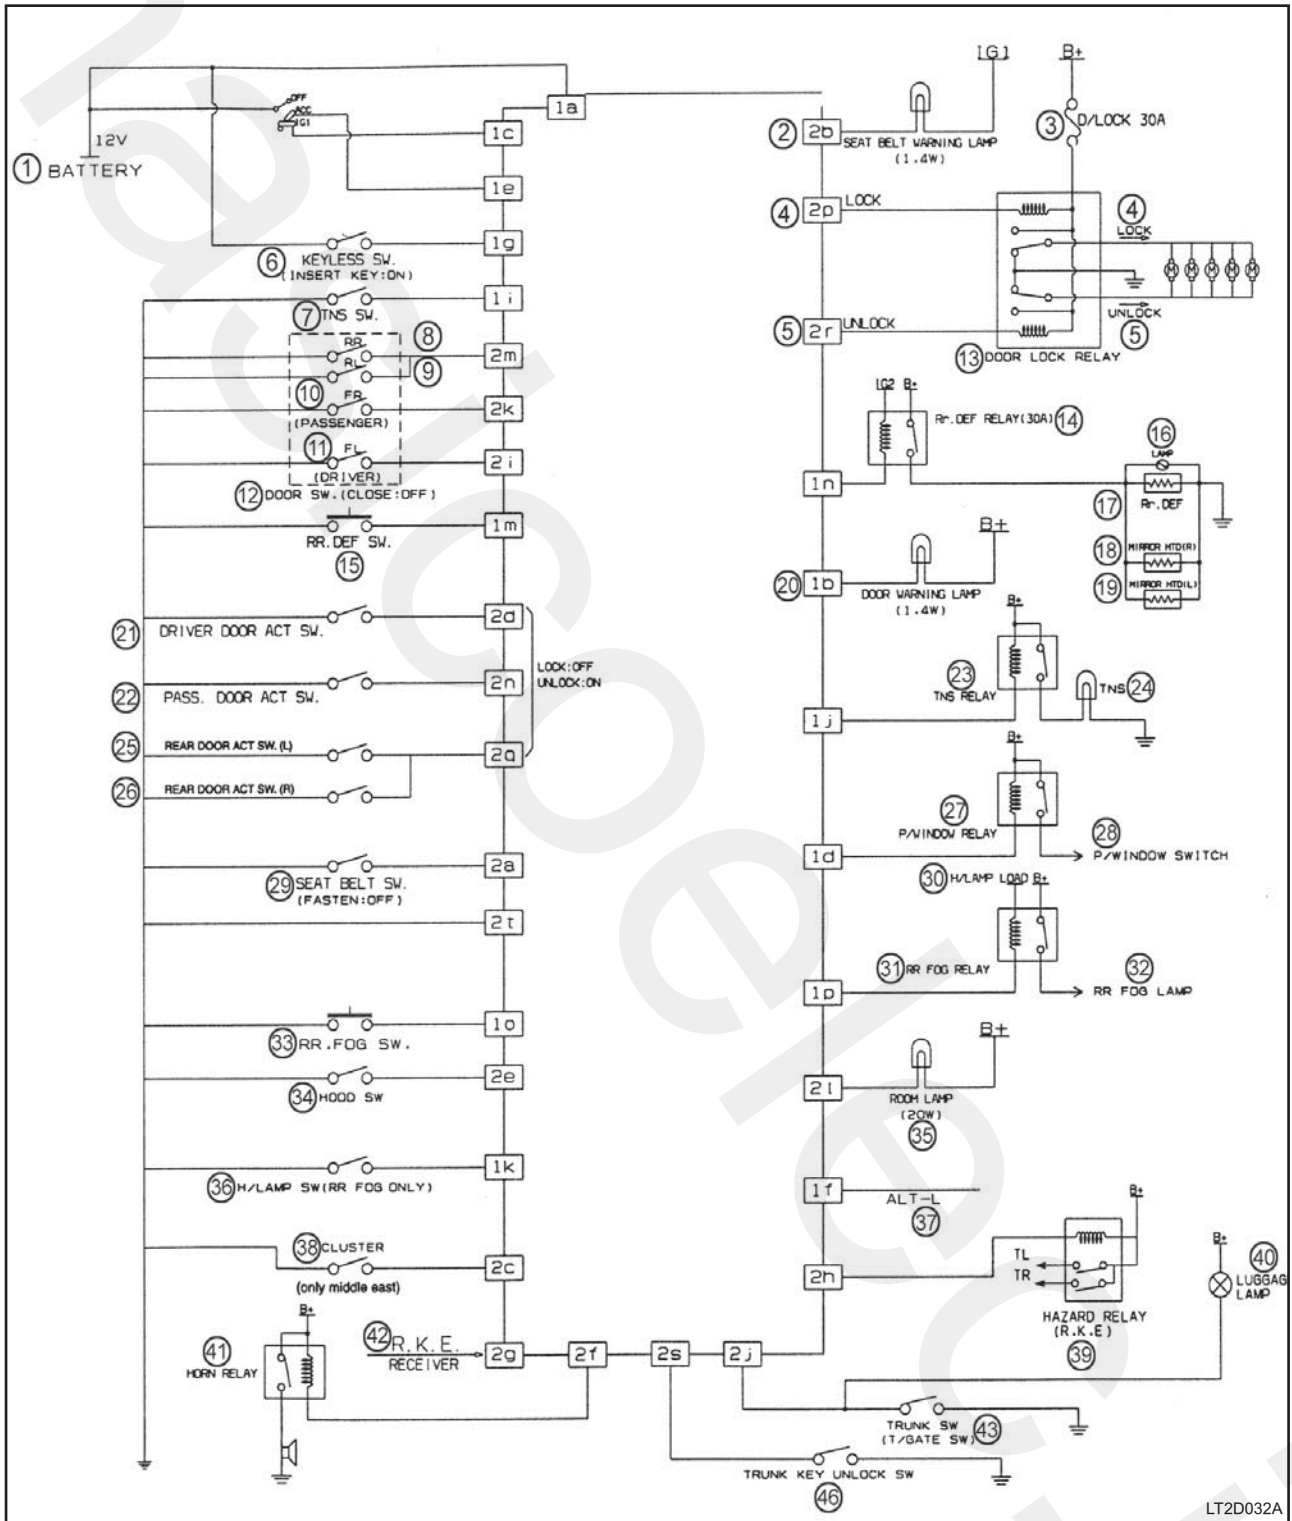 IG1
B+
OFF
ACC
IG1
12V
1 BATTERY
1a
1c
1e
1g
6 KEYLESS SW.
(INSERT KEY:ON)
1i
7 TNS SW.
RR 8
RL 9
2m
10 FR
(PASSENGER)
2k
11 FL
(DRIVER)
2i
12 DOOR SW.(CLOSE:OFF)
1m
RR.DEF SW.
15
2d
21 DRIVER DOOR ACT SW.
LOCK:OFF
UNLOCK:ON
2n
22 PASS. DOOR ACT SW.
25 REAR DOOR ACT SW.(L)
2q
26 REAR DOOR ACT SW.(R)
2a
29 SEAT BELT SW.
(FASTEN:OFF)
2t
1o
33 RR.FOG SW.
2e
34 HOOD SW
1k
36 H/LAMP SW(RR FOG ONLY)
38 CLUSTER
2c
(only middle east)
B+
41
HORN RELAY
42 R.K.E.
RECEIVER
2g
2f
2s
2j
2 2b
SEAT BELT WARNING LAMP
(1.4W)
3 D/LOCK 30A
4 2p LOCK
4
LOCK
5 2r UNLOCK
UNLOCK
5
M M M M M
13 DOOR LOCK RELAY
IG2 B+
Rr.DEF RELAY(30A) 14
1n
16
LAMP
17 Rr.DEF
18 MIRROR HTD(R)
19 MIRROR HTD(L)
B+
20 1b
DOOR WARNING LAMP
(1.4W)
B+
23
TNS RELAY
TNS 24
1j
B+
27
P/WINDOW RELAY
1d
28
P/WINDOW SWITCH
30 H/LAMP LOAD B+
31 RR FOG RELAY
1p
32
RR FOG LAMP
B+
2l
ROOM LAMP
(20W)
35
1f
ALT-L
37
B+
2h
TL
TR
HAZARD RELAY
(R.K.E)
39
B+
40
LUGGAG
LAMP
TRUNK SW
(T/GATE SW) 43
TRUNK KEY UNLOCK SW
46
LT2D032A